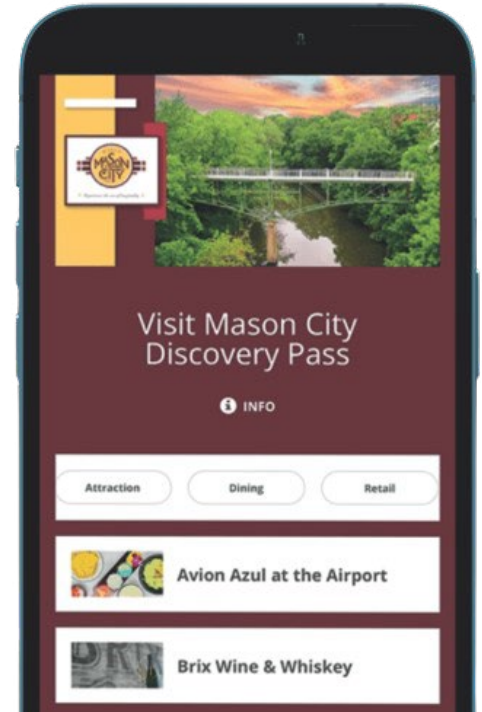 MASON
CITY
Visit Mason City
Discovery Pass
i INFO
Attraction
Dining
Retail
Avion Azul at the Airport
Brix Wine & Whiskey